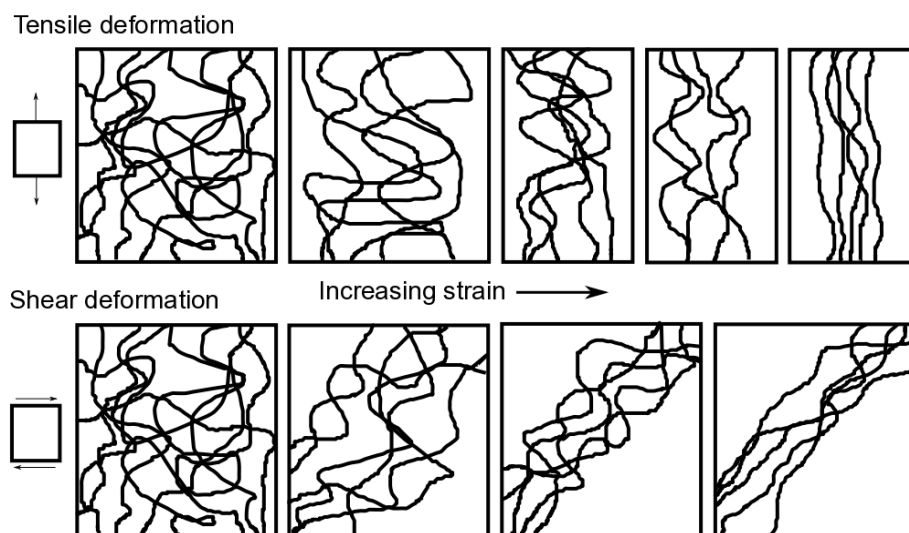 Tensile deformation
Increasing strain
Shear deformation